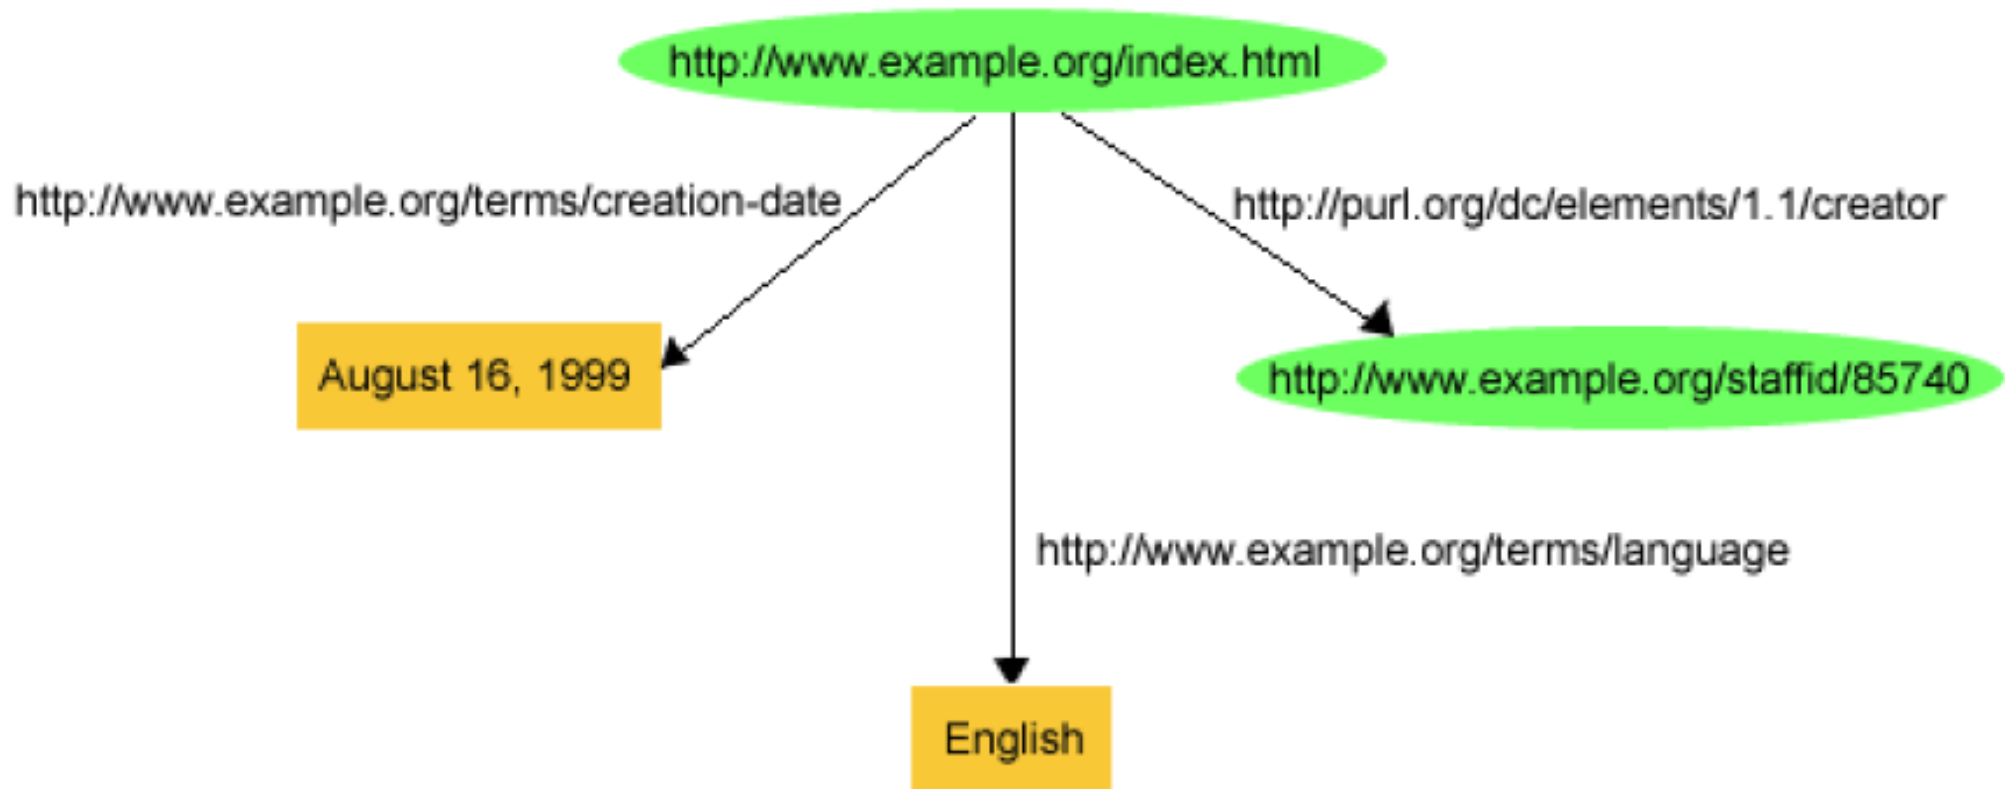 http://www.example.org/index.html
http://www.example.org/terms/creation-date
http://purl.org/dc/elements/1.1/creator
August 16, 1999
http://www.example.org/staffid/85740
http://www.example.org/terms/language
English